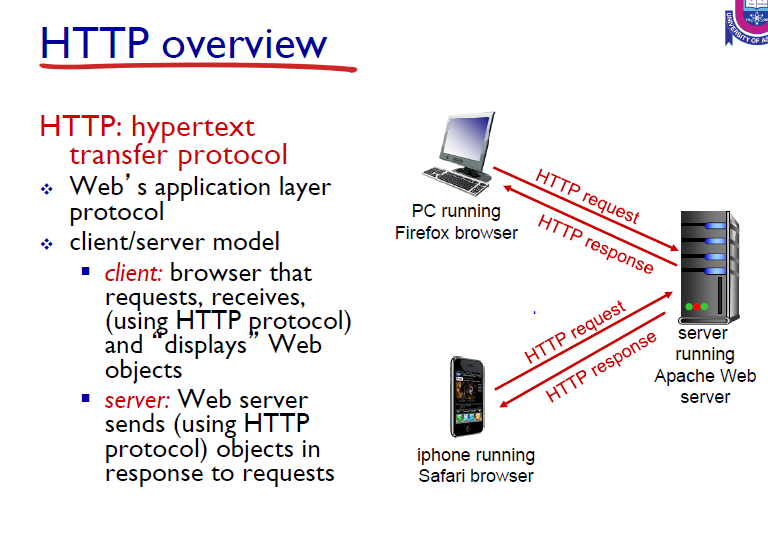 HTTP overview
HTTP: hypertext
transfer protocol
Web's application layer
protocol
client/server model
client: browser that
requests, receives,
(using HTTP protocol)
and “displays” Web
objects
server: Web server
sends (using HTTP
protocol) objects in
response to requests
PC running
Firefox browser
HTTP request
HTTP response
server
running
Apache Web
server
HTTP request
HTTP response
iphone running
Safari browser
UNIVERSITY OF